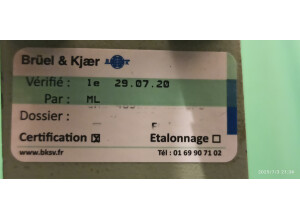 Brüel & Kjær
Vérifié : le 29.07.20
Par : ML
Dossier :
Certification Etalonnage
www.bksv.fr Tél : 01 69 90 71 02